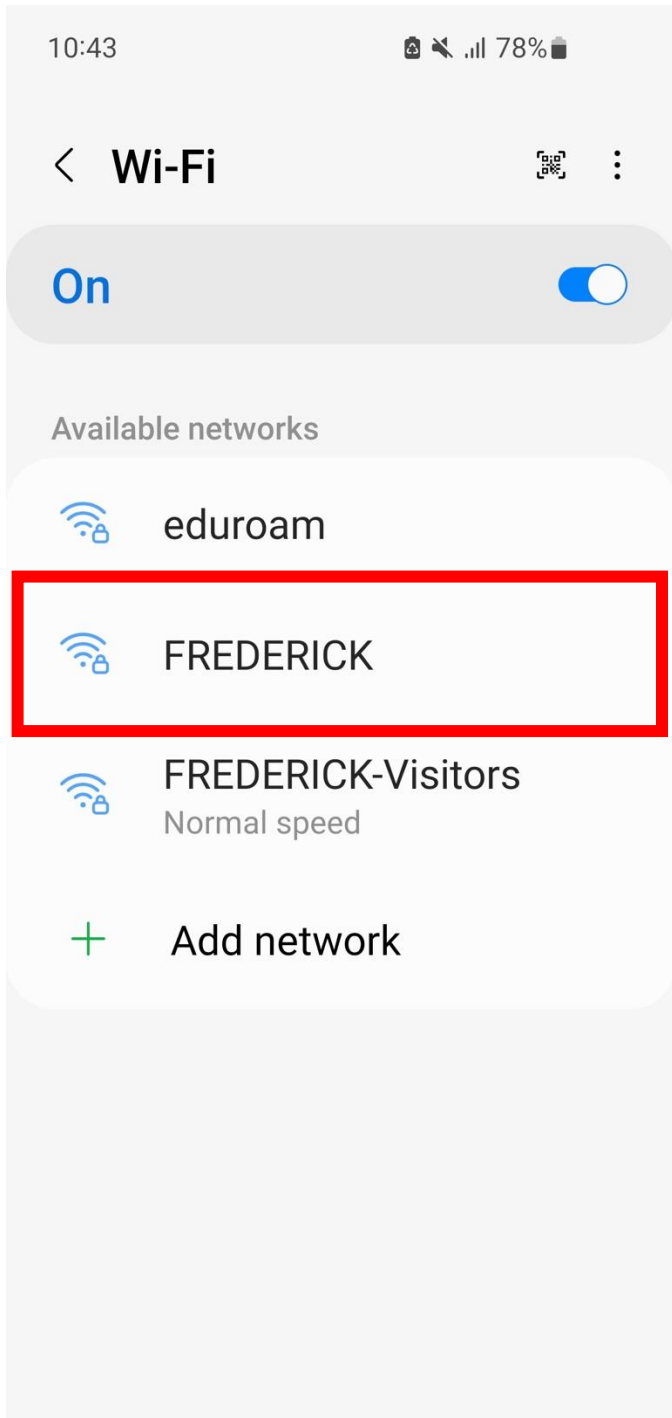 10:43 78%
Wi-Fi
On
Available networks
eduroam
FREDERICK
FREDERICK-Visitors
Normal speed
Add network